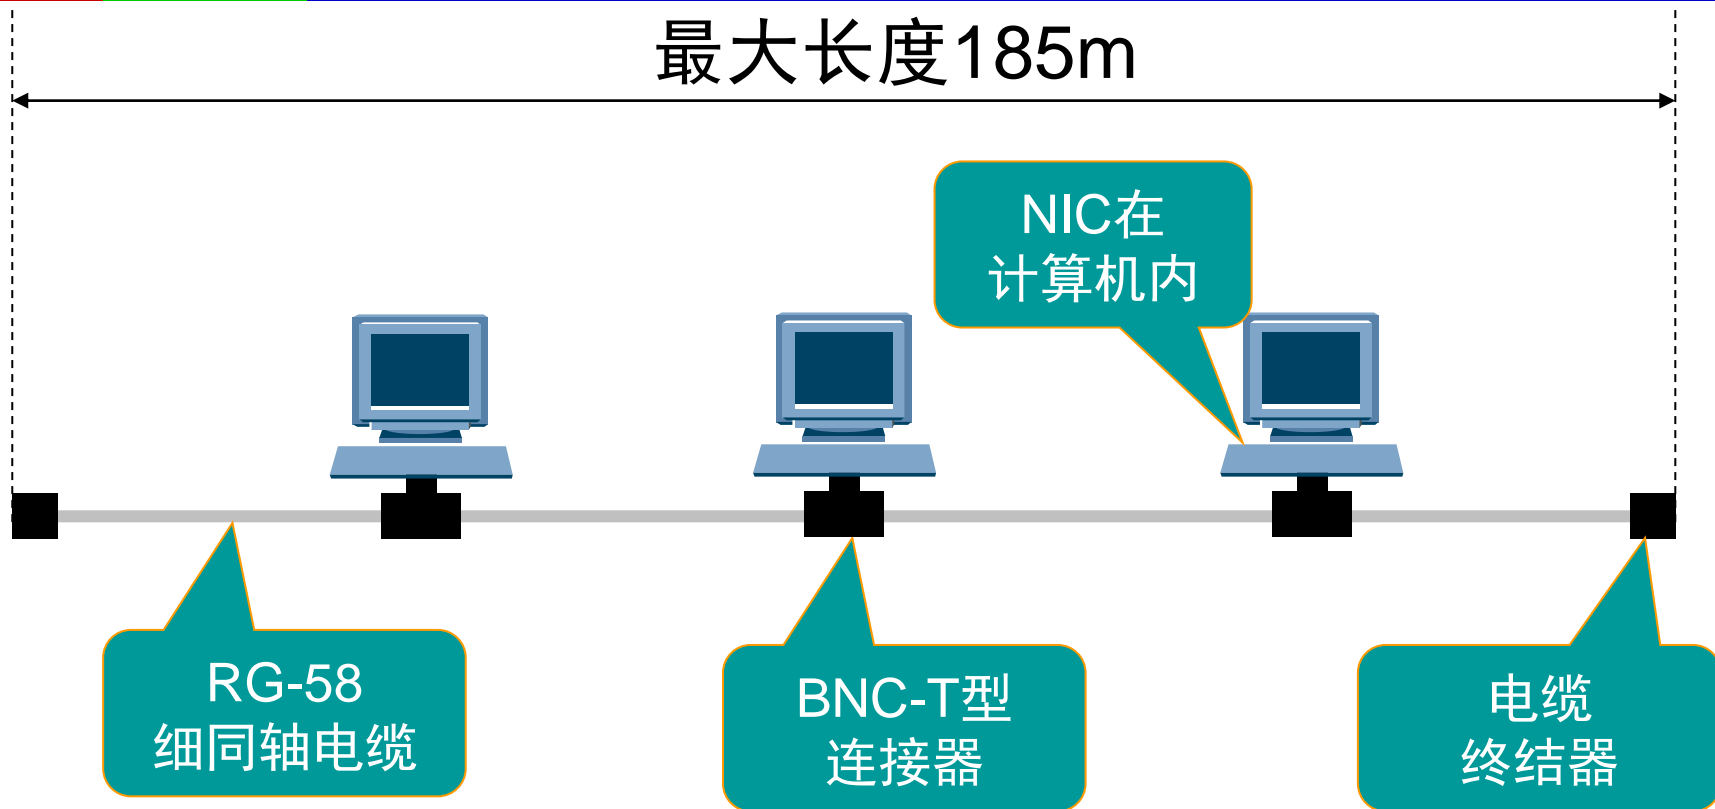 最大长度185m
NIC在
计算机内
RG-58
细同轴电缆
BNC-T型
连接器
电缆
终结器